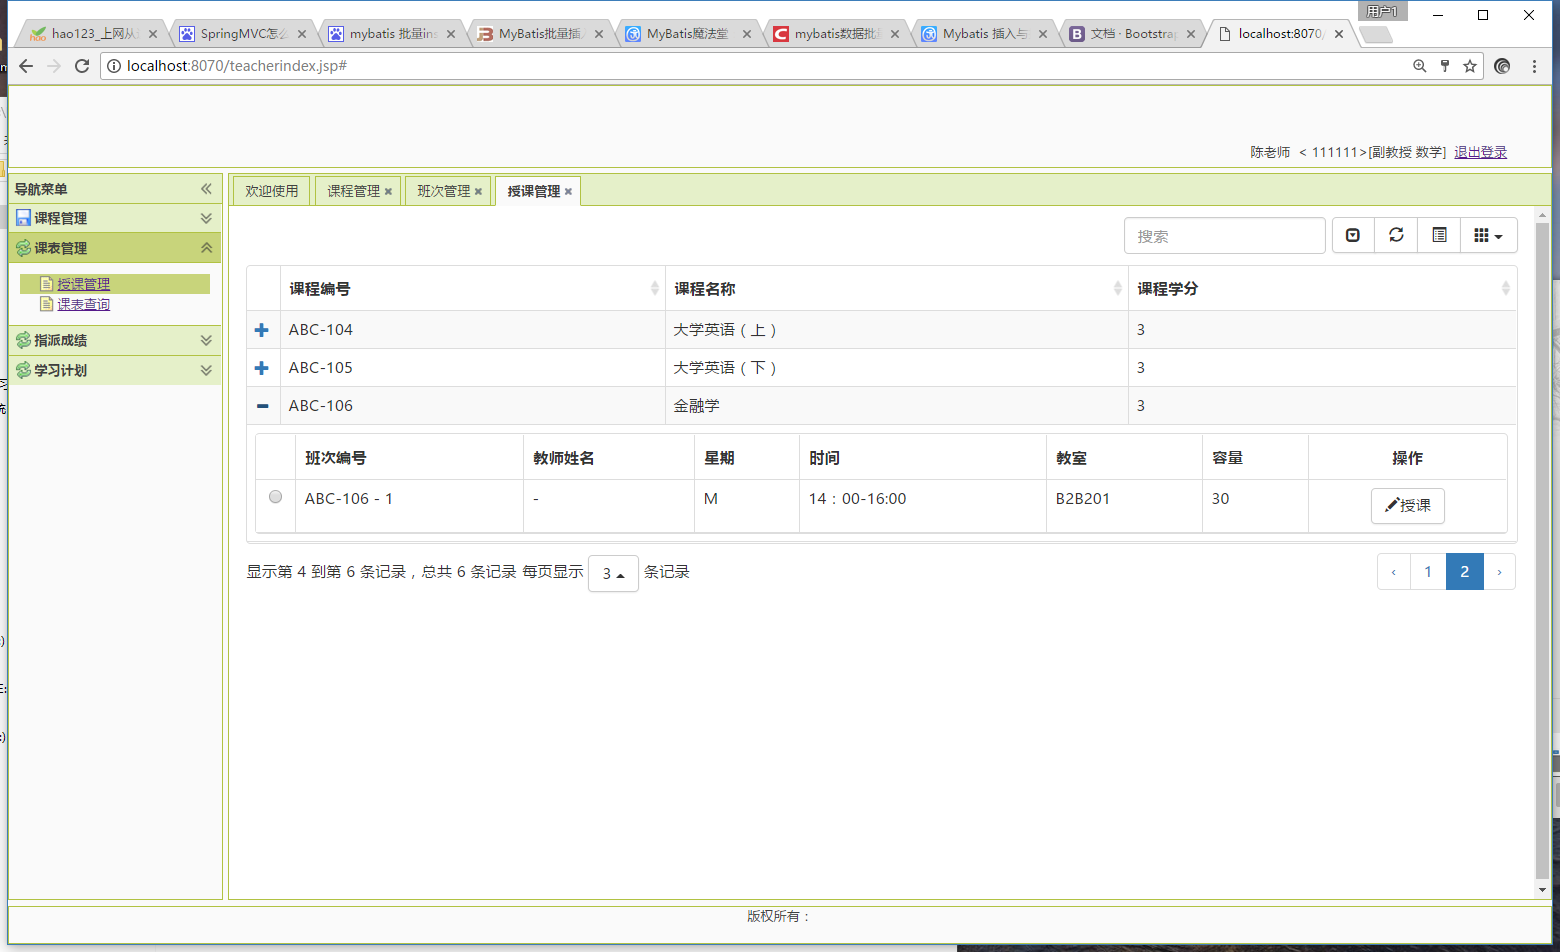 用户1
hao123_上网从
SpringMVC怎么
mybatis 批量ins
MyBatis批量插
MyBatis魔法堂
mybatis数据批
Mybatis 插入与
文档 · Bootstrap
localhost:8070/
localhost:8070/teacherindex.jsp#
陈老师 < 111111>[副教授 数学] 退出登录
导航菜单
课程管理
课表管理
授课管理
课表查询
指派成绩
学习计划
欢迎使用 课程管理 班次管理 授课管理
搜索
课程编号 课程名称 课程学分
ABC-104 大学英语（上） 3
ABC-105 大学英语（下） 3
ABC-106 金融学 3
班次编号 教师姓名 星期 时间 教室 容量 操作
ABC-106 - 1 - M 14：00-16:00 B2B201 30 授课
显示第 4 到第 6 条记录，总共 6 条记录 每页显示 3 条记录
‹ 1 2 ›
版权所有：